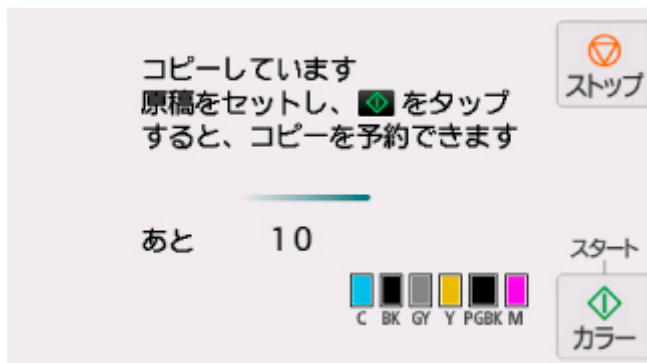 コピーしています
原稿をセットし、をタップ
すると、コピーを予約できます
あと 10
C BK GY Y PGBK M
ストップ
スタート
カラー